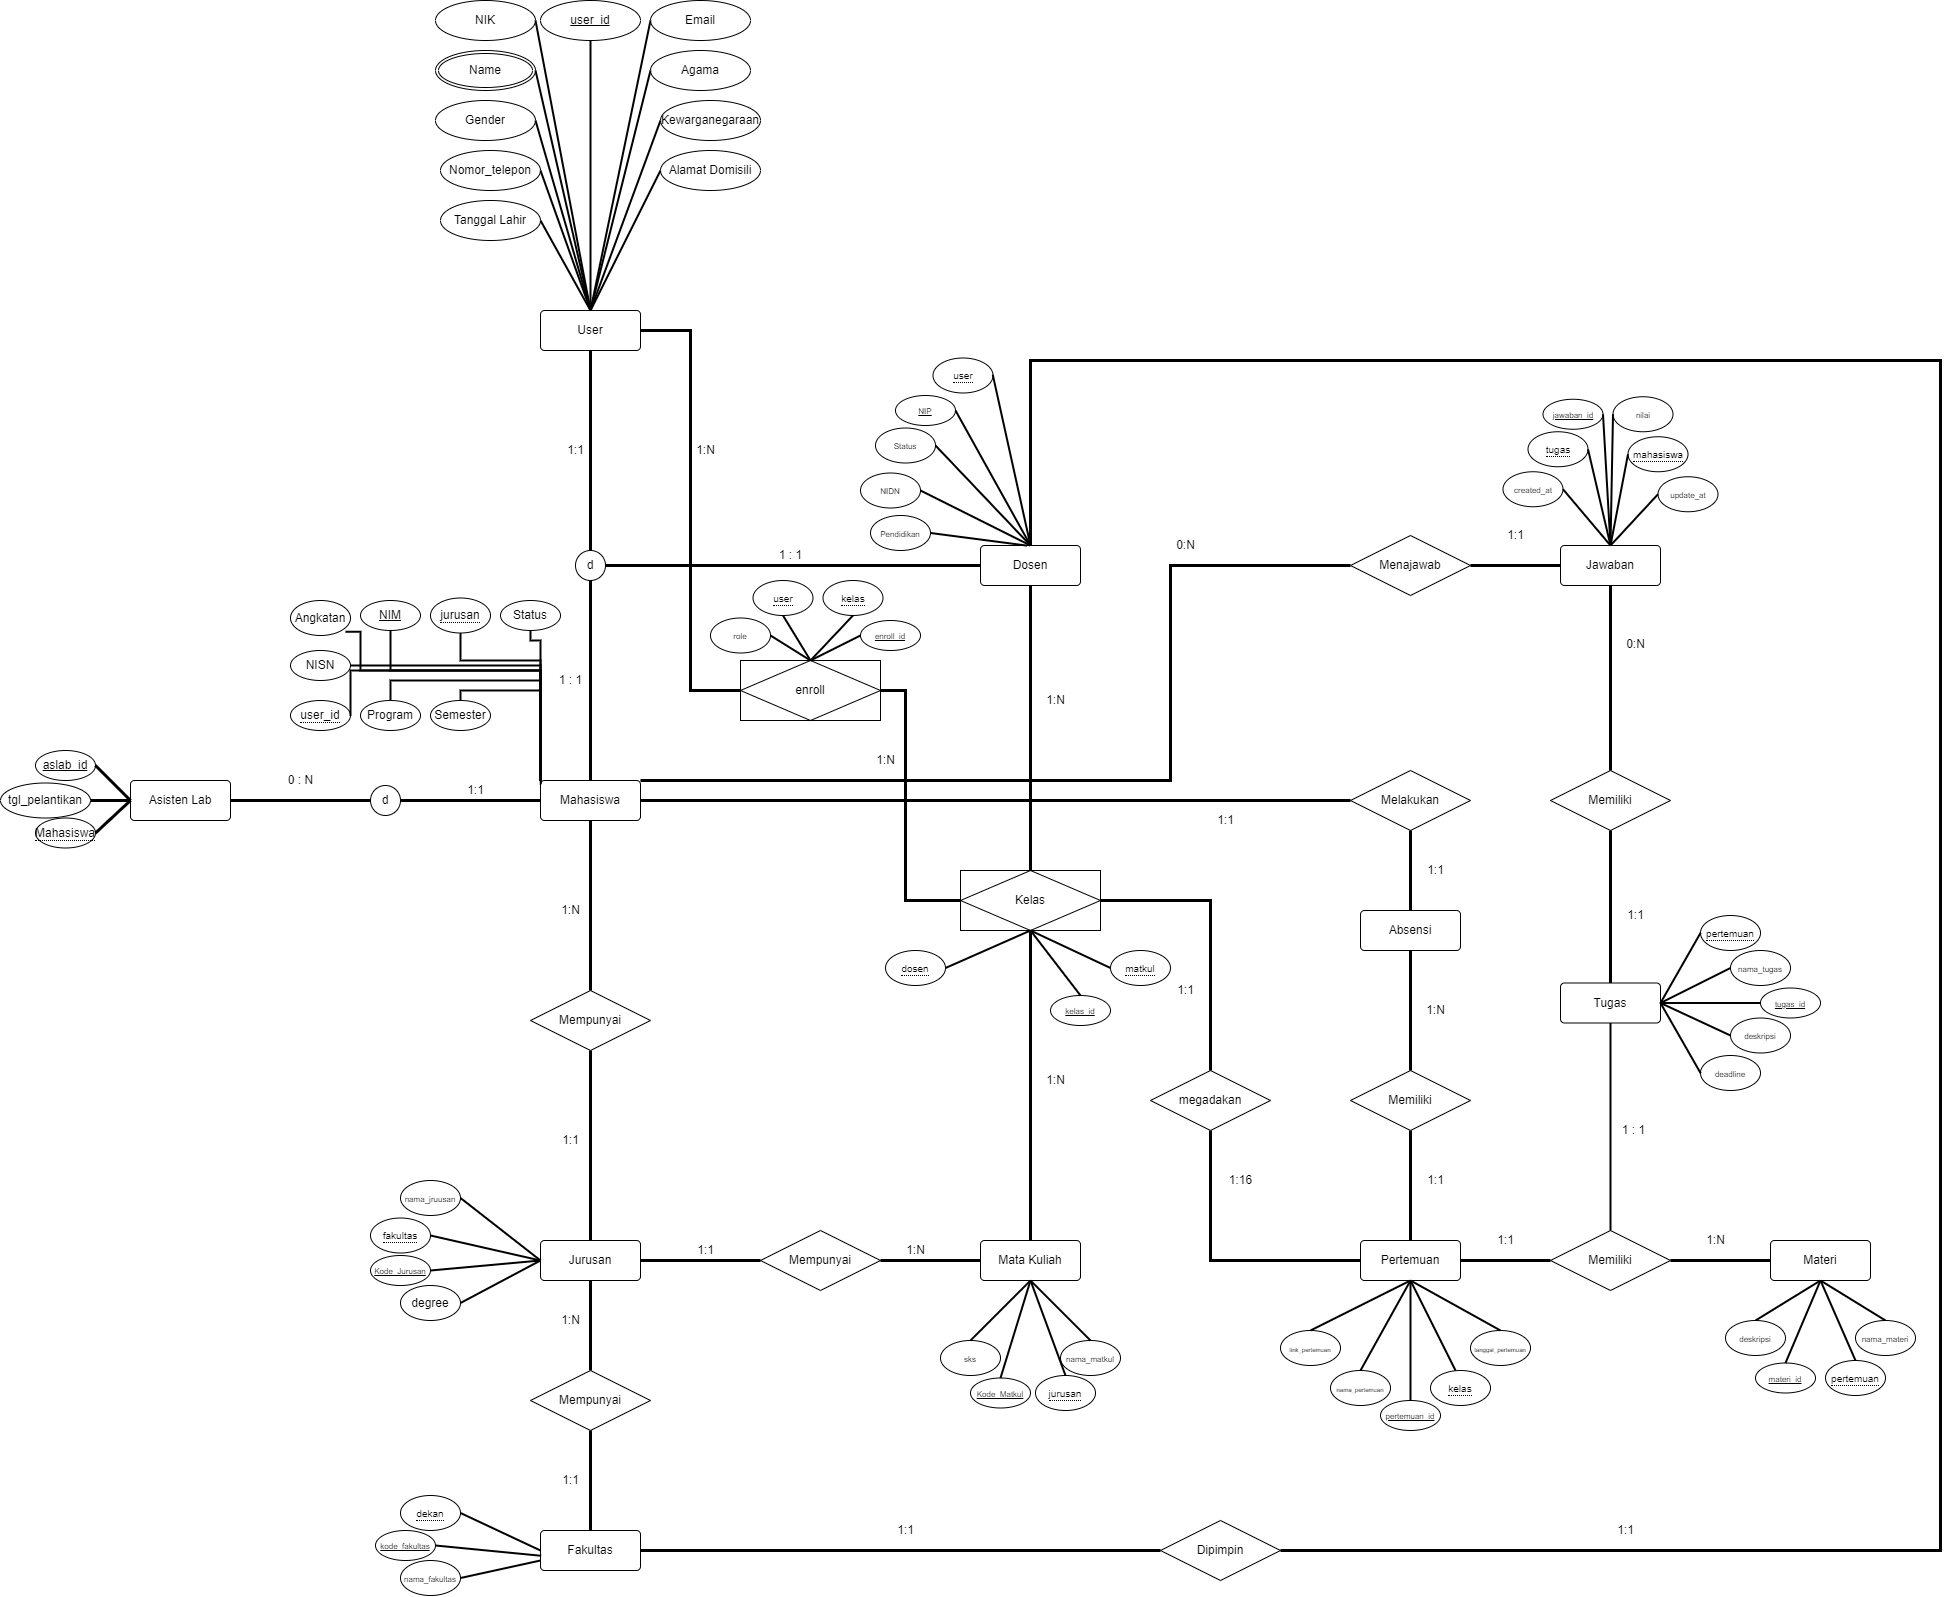 NIK
user_id
Email
Name
Agama
Gender
Kewarganegaraan
Nomor_telepon
Alamat Domisili
Tanggal Lahir
User
1:1
1:N
user
NIP
Status
NIDN
Pendidikan
Dosen
1 : 1
d
jawaban_id
nilai
tugas
mahasiswa
created_at
update_at
0:N
Menajawab
1:1
Jawaban
user
kelas
role
enroll_id
enroll
Angkatan
NIM
jurusan
Status
NISN
user_id
Program
Semester
1 : 1
1:N
0:N
aslab_id
tgl_pelantikan
Mahasiswa
Asisten Lab
0 : N
d
1:1
Mahasiswa
1:N
1:1
Melakukan
Memiliki
1:1
Absensi
1:N
Kelas
dosen
matkul
kelas_id
1:1
1:1
pertemuan
nama_tugas
tugas_id
deskripsi
deadline
Tugas
1:N
Mempunyai
1:1
1:N
megadakan
Memiliki
1 : 1
1:16
1:1
nama_jruusan
fakultas
Kode_Jurusan
degree
Jurusan
1:1
Mempunyai
1:N
Mata Kuliah
Pertemuan
1:1
Memiliki
1:N
Materi
sks
nama_matkul
Kode_Matkul
jurusan
link_pertemuan
tanggal_pertemuan
nama_pertemuan
kelas
pertemuan_id
deskripsi
nama_materi
materi_id
pertemuan
1:N
Mempunyai
1:1
dekan
kode_fakultas
nama_fakultas
Fakultas
1:1
Dipimpin
1:1